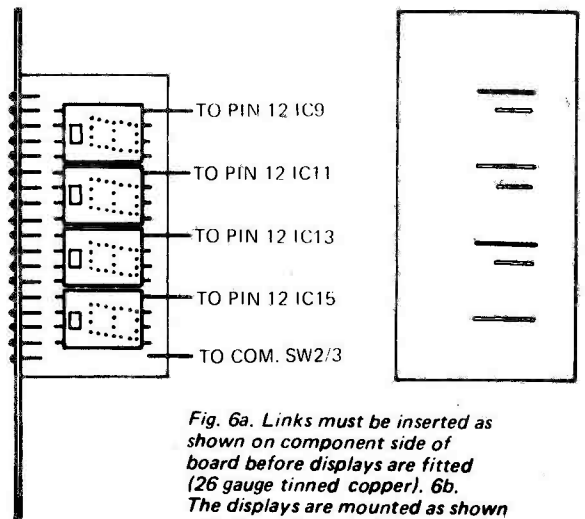 TO PIN 12 IC9
TO PIN 12 IC11
TO PIN 12 IC13
TO PIN 12 IC15
TO COM. SW2/3
Fig. 6a. Links must be inserted as
shown on component side of
board before displays are fitted
(26 gauge tinned copper). 6b.
The displays are mounted as shown